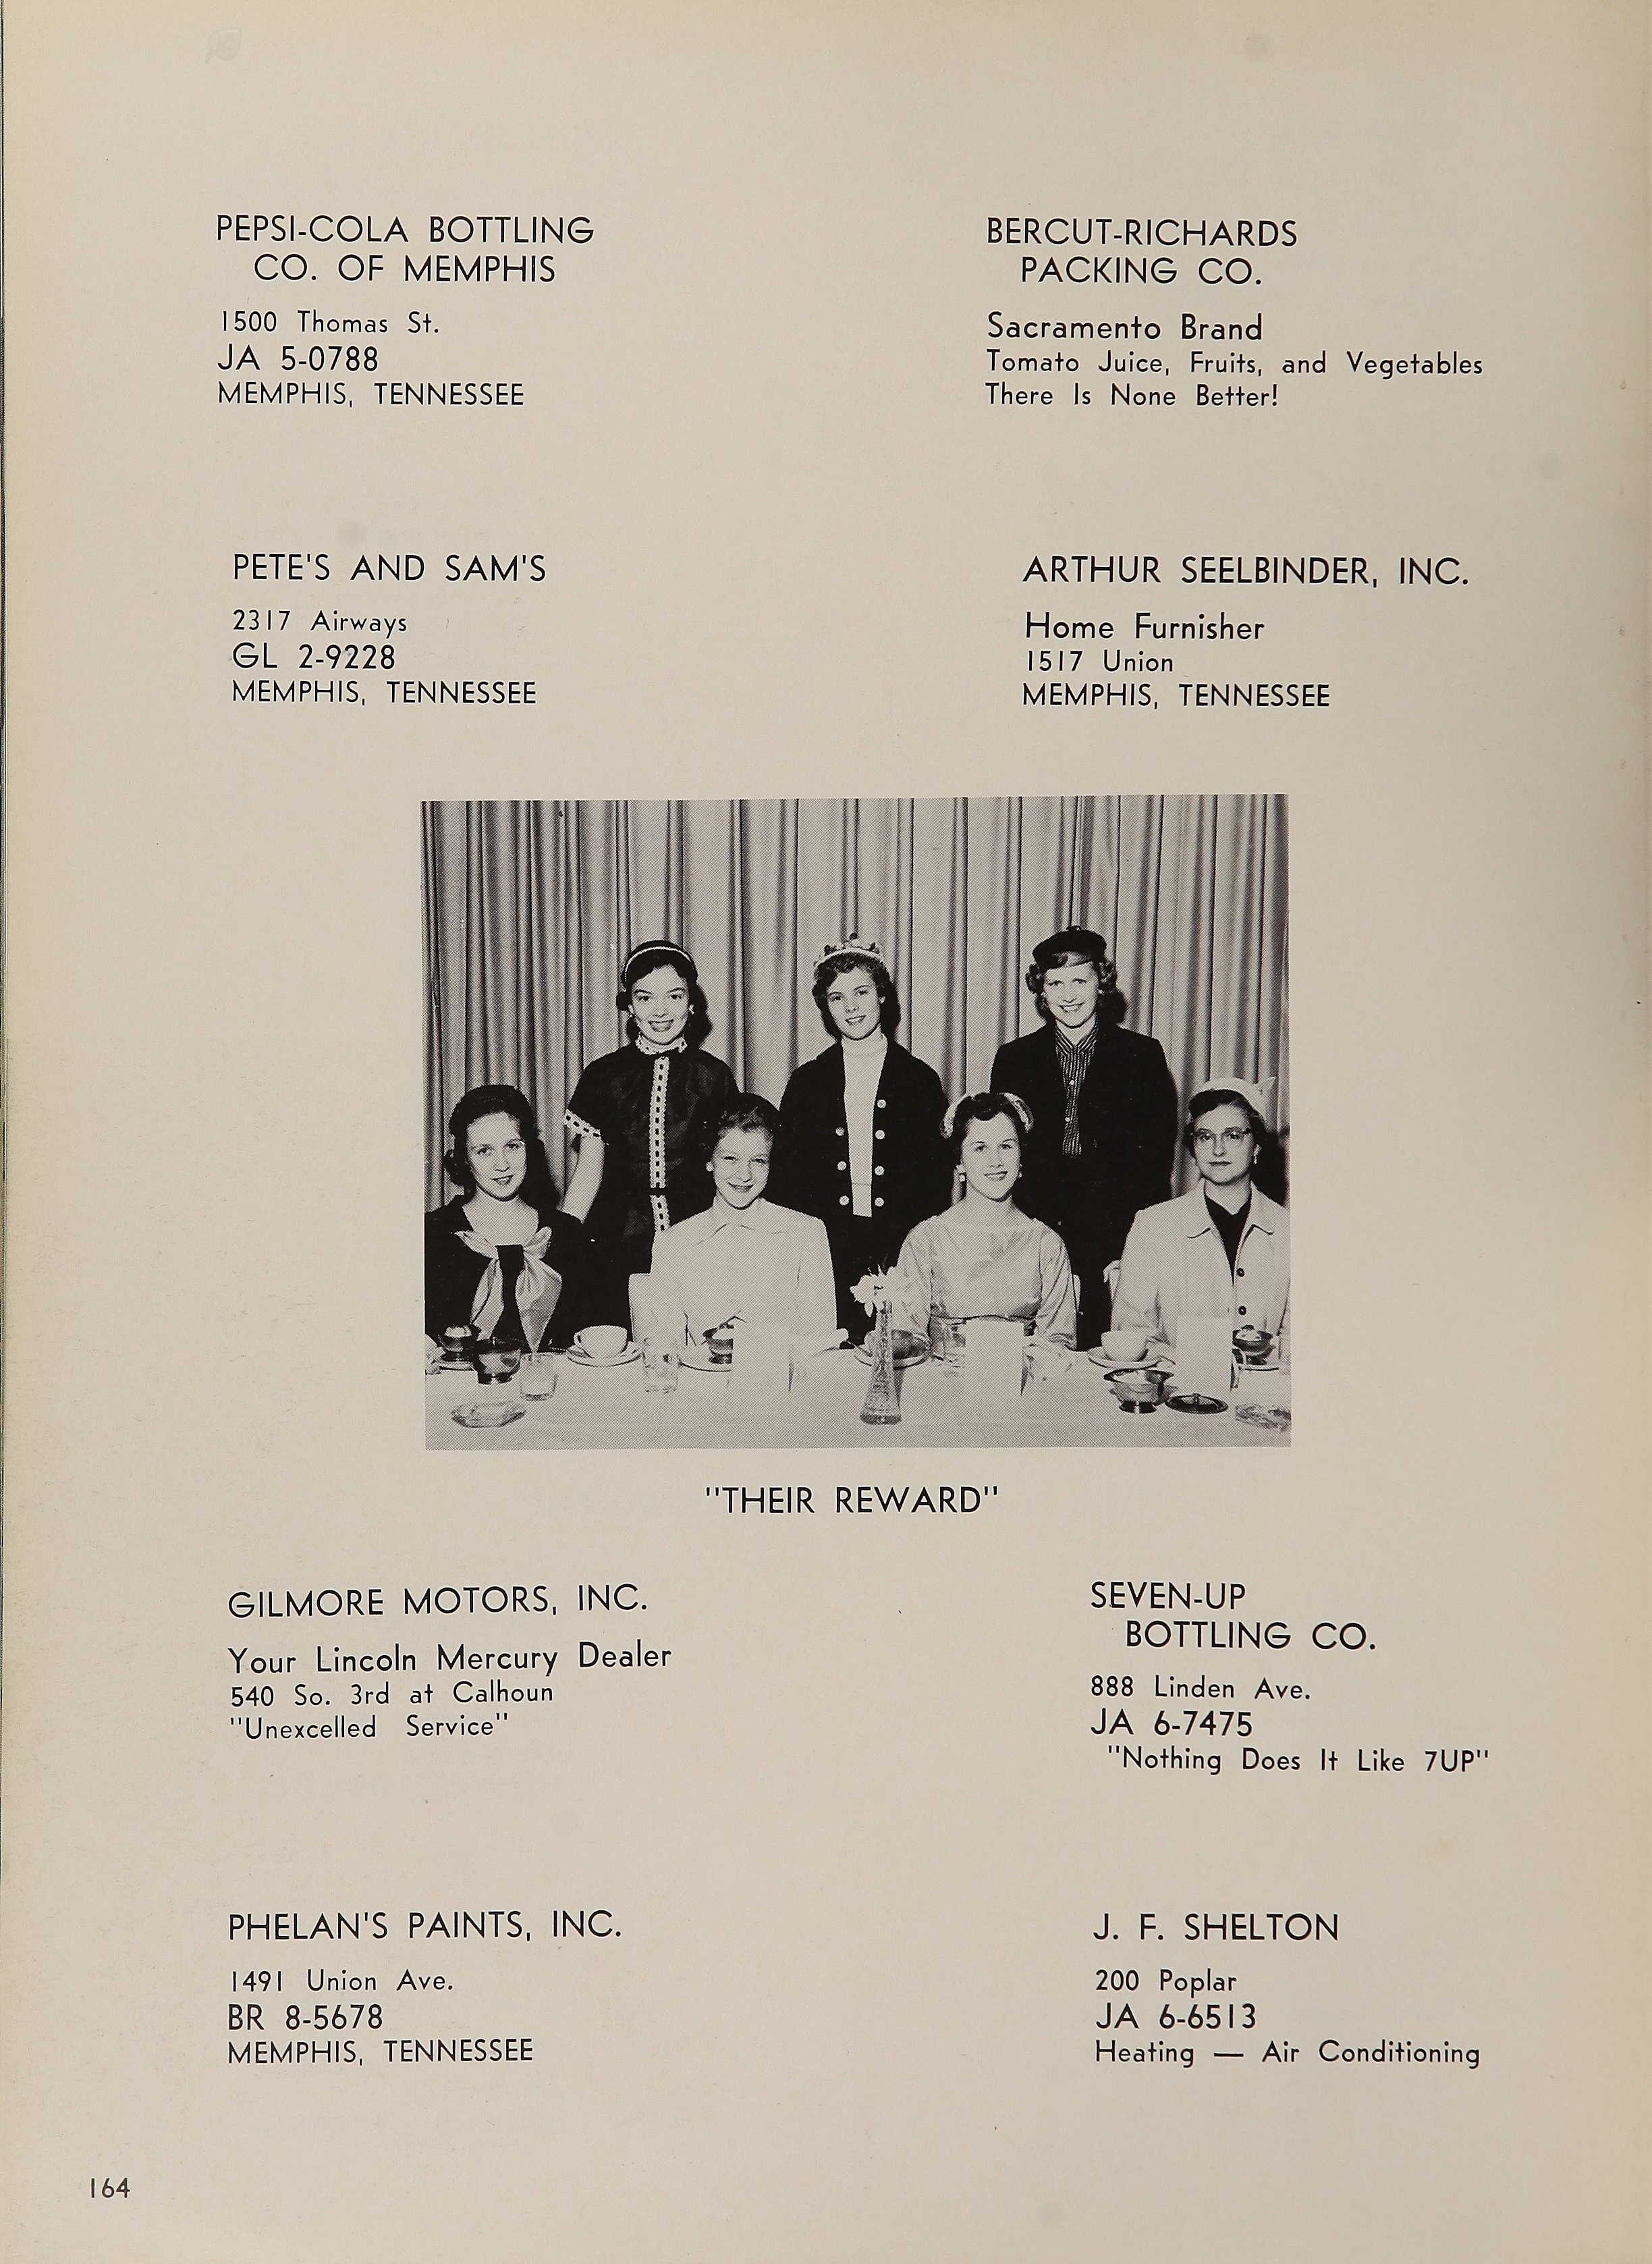 PEPSI-COLA BOTTLING
CO. OF MEMPHIS
1500 Thomas St.
JA 5-0788
MEMPHIS, TENNESSEE
BERCUT-RICHARDS
PACKING CO.
Sacramento Brand
Tomato Juice, Fruits, and Vegetables
There Is None Better!
PETE'S AND SAM'S
2317 Airways
GL 2-9228
MEMPHIS, TENNESSEE
ARTHUR SEELBINDER, INC.
Home Furnisher
1517 Union
MEMPHIS, TENNESSEE
"THEIR REWARD"
GILMORE MOTORS, INC.
Your Lincoln Mercury Dealer
540 So. 3rd at Calhoun
"Unexcelled Service"
SEVEN-UP
BOTTLING CO.
888 Linden Ave.
JA 6-7475
"Nothing Does It Like 7UP"
PHELAN'S PAINTS, INC.
1491 Union Ave.
BR 8-5678
MEMPHIS, TENNESSEE
J. F. SHELTON
200 Poplar
JA 6-6513
Heating — Air Conditioning
164